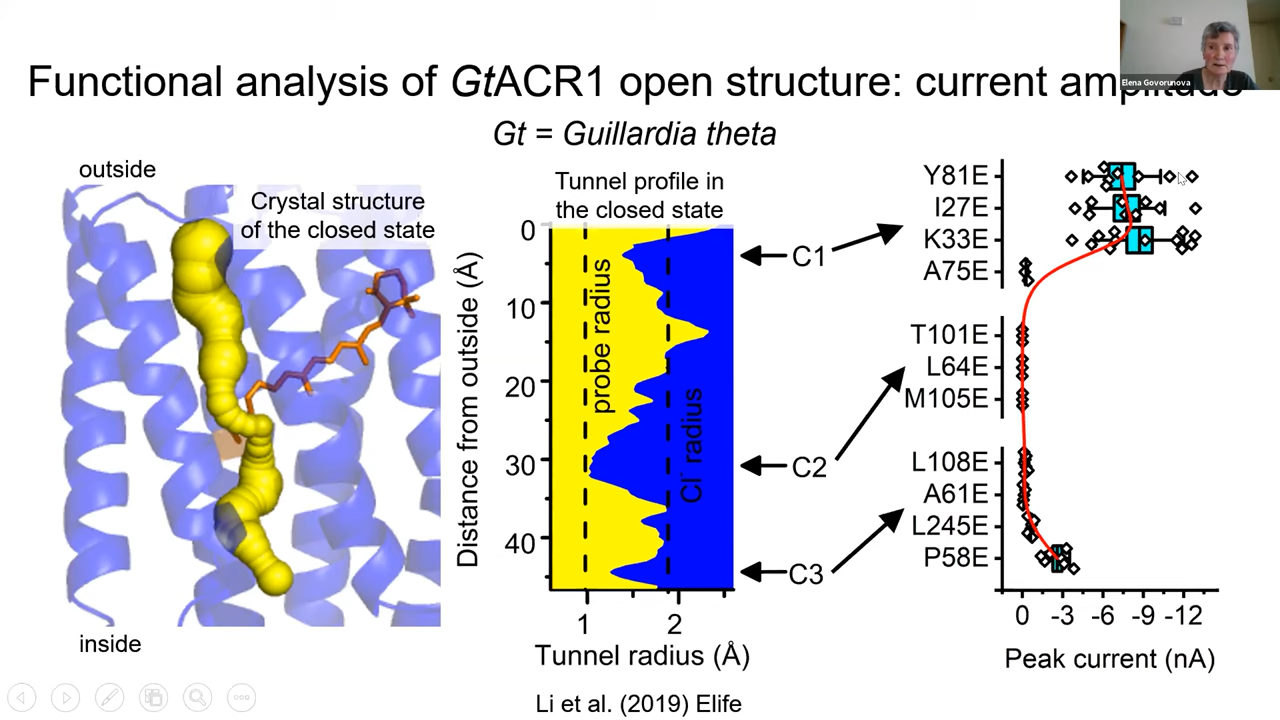 Elena Govorunova
Functional analysis of GtACR1 open structure: current amplitude
Gt = Guillardia theta
outside
Crystal structure
of the closed state
inside
Tunnel profile in
the closed state
Distance from outside (Å)
0
10
20
30
40
probe radius
Cl⁻ radius
1
2
Tunnel radius (Å)
C1
C2
C3
Y81E
I27E
K33E
A75E
T101E
L64E
M105E
L108E
A61E
L245E
P58E
0 -3 -6 -9 -12
Peak current (nA)
Li et al. (2019) Elife